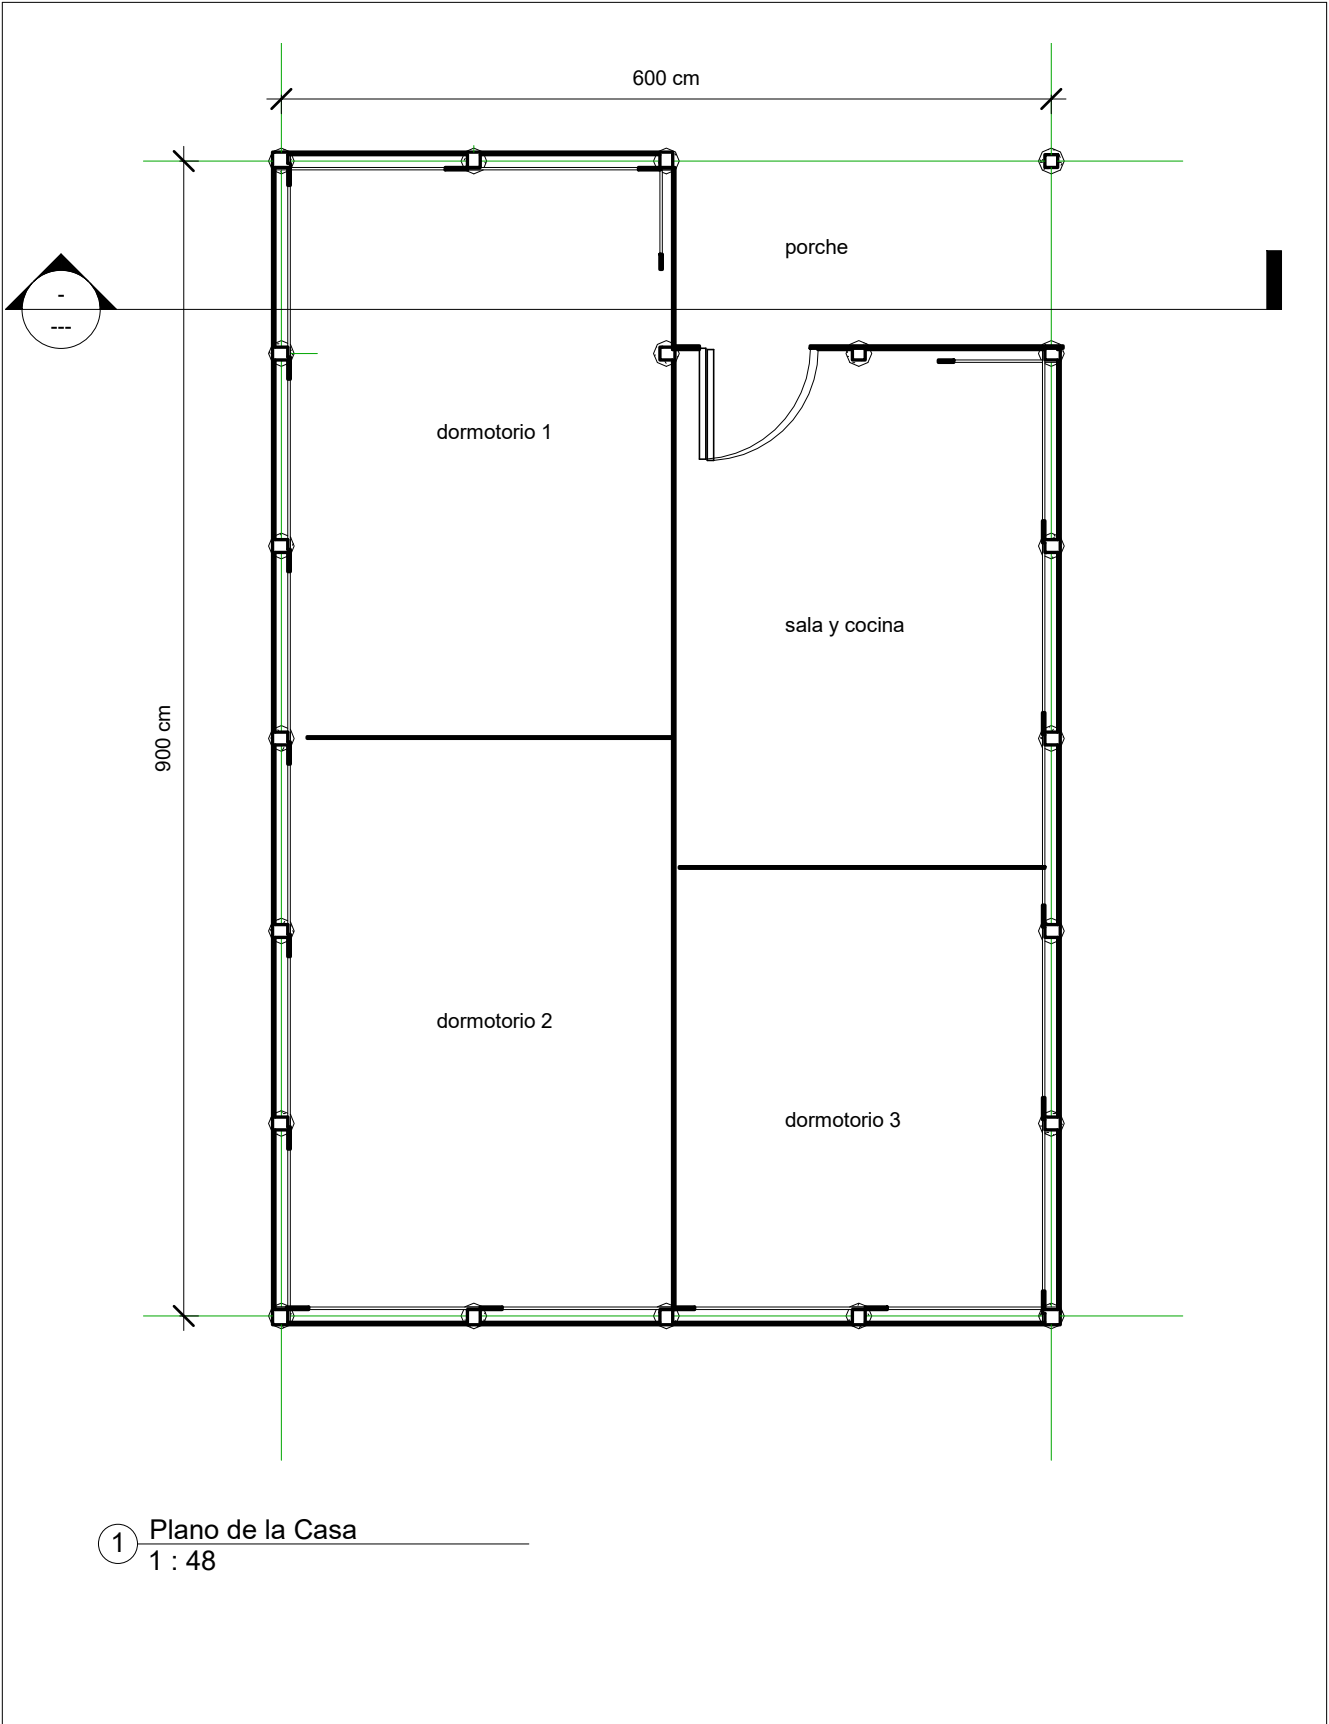 600 cm
porche
-
---
dormotorio 1
sala y cocina
900 cm
dormotorio 2
dormotorio 3
1
Plano de la Casa
1 : 48